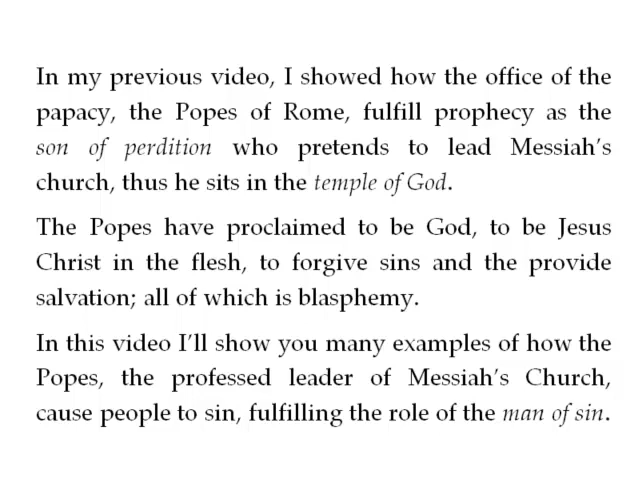 In my previous video, I showed how the office of the
papacy, the Popes of Rome, fulfill prophecy as the
son of perdition who pretends to lead Messiah's
church, thus he sits in the temple of God.
The Popes have proclaimed to be God, to be Jesus
Christ in the flesh, to forgive sins and the provide
salvation; all of which is blasphemy.
In this video I'll show you many examples of how the
Popes, the professed leader of Messiah's Church,
cause people to sin, fulfilling the role of the man of sin.